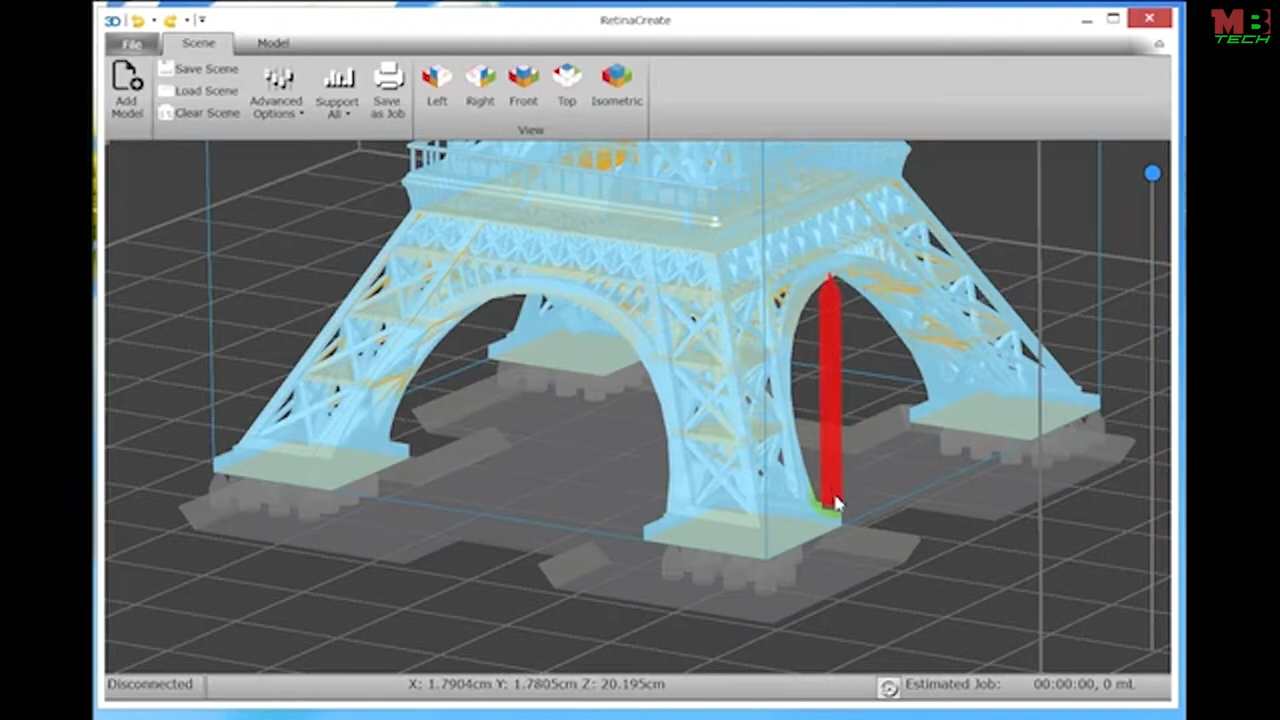 RetinaCreate
MB
TECH
3D
File Scene Model
Add Model
Save Scene
Load Scene
Clear Scene
Advanced Options
Support All
Save as Job
Left Right Front Top Isometric
View
Disconnected X: 1.7904cm Y: 1.7805cm Z: 20.195cm Estimated Job: 00:00:00, 0 mL